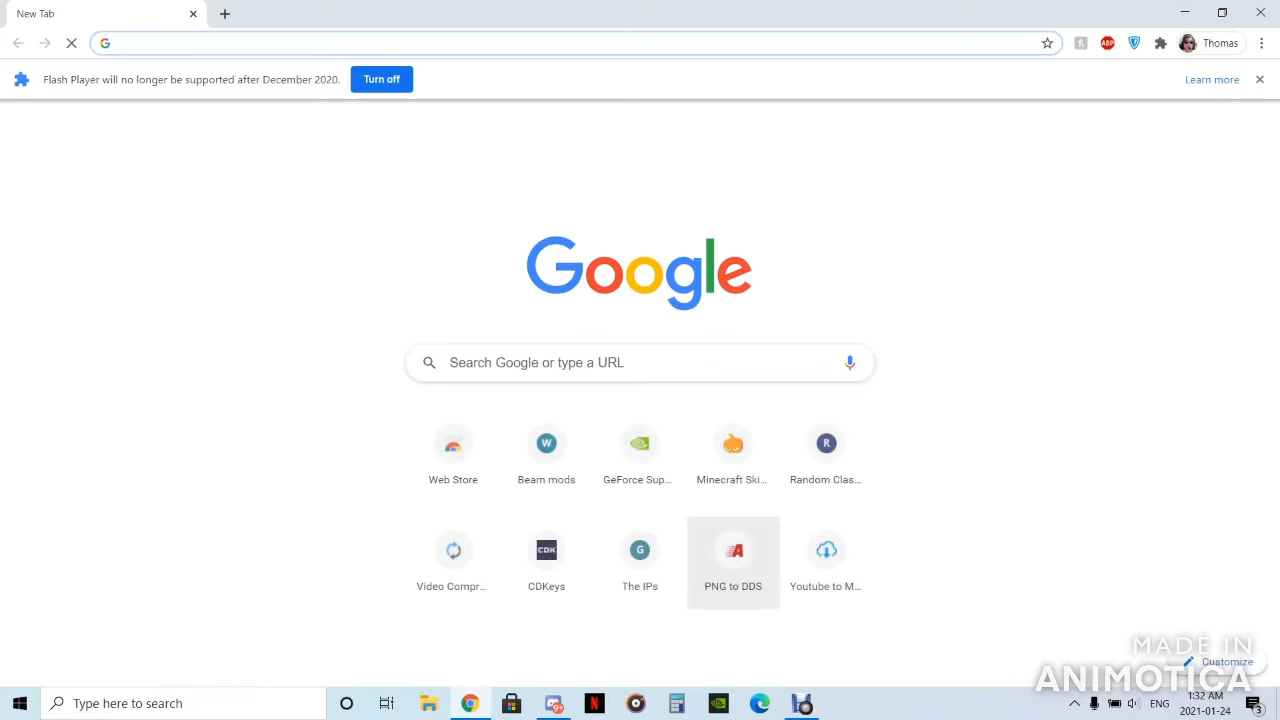 New Tab
Thomas
Flash Player will no longer be supported after December 2020.
Turn off
Learn more
Google
Search Google or type a URL
Web Store
W
Beam mods
GeForce Sup...
Minecraft Ski...
R
Random Clas...
Video Compr...
CDK
CDKeys
G
The IPs
PNG to DDS
Youtube to M...
Customize
MADE IN
ANIMOTICA
Type here to search
ENG
1:32 AM
2021-01-24
3
ABP